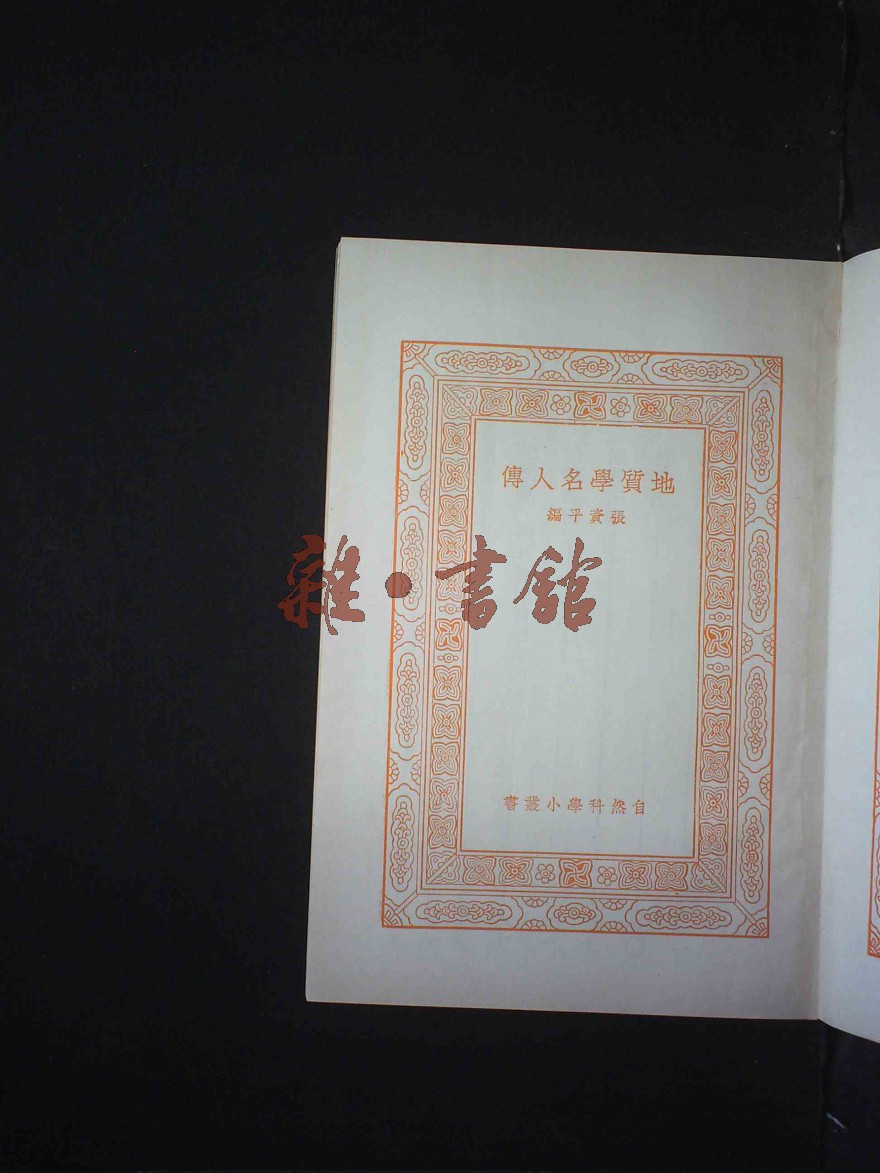 地質學名人傳
張資平編
雜·書館
自然科學小叢書